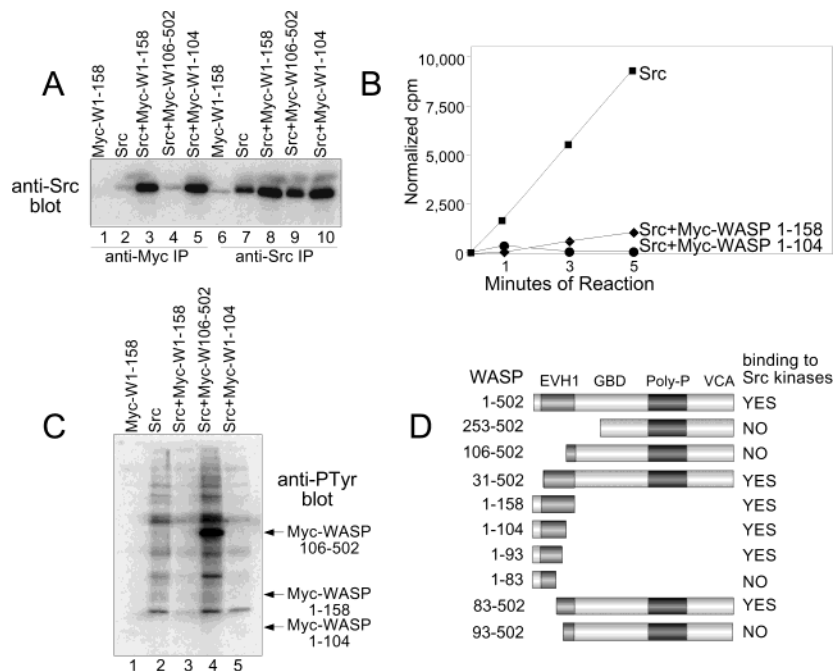 A
Myc-W1-158
Src
Src+Myc-W1-158
Src+Myc-W106-502
Src+Myc-W1-104
Myc-W1-158
Src
Src+Myc-W1-158
Src+Myc-W106-502
Src+Myc-W1-104
anti-Src
blot
1 2 3 4 5 6 7 8 9 10
anti-Myc IP anti-Src IP
B
Normalized cpm
10,000
7,500
5,000
2,500
0
Src
Src+Myc-WASP 1-158
Src+Myc-WASP 1-104
1 3 5
Minutes of Reaction
C
Myc-W1-158
Src
Src+Myc-W1-158
Src+Myc-W106-502
Src+Myc-W1-104
anti-PTyr
blot
Myc-WASP
106-502
Myc-WASP
1-158
Myc-WASP
1-104
1 2 3 4 5
D
WASP EVH1 GBD Poly-P VCA binding to
Src kinases
1-502 YES
253-502 NO
106-502 NO
31-502 YES
1-158 YES
1-104 YES
1-93 YES
1-83 NO
83-502 YES
93-502 NO